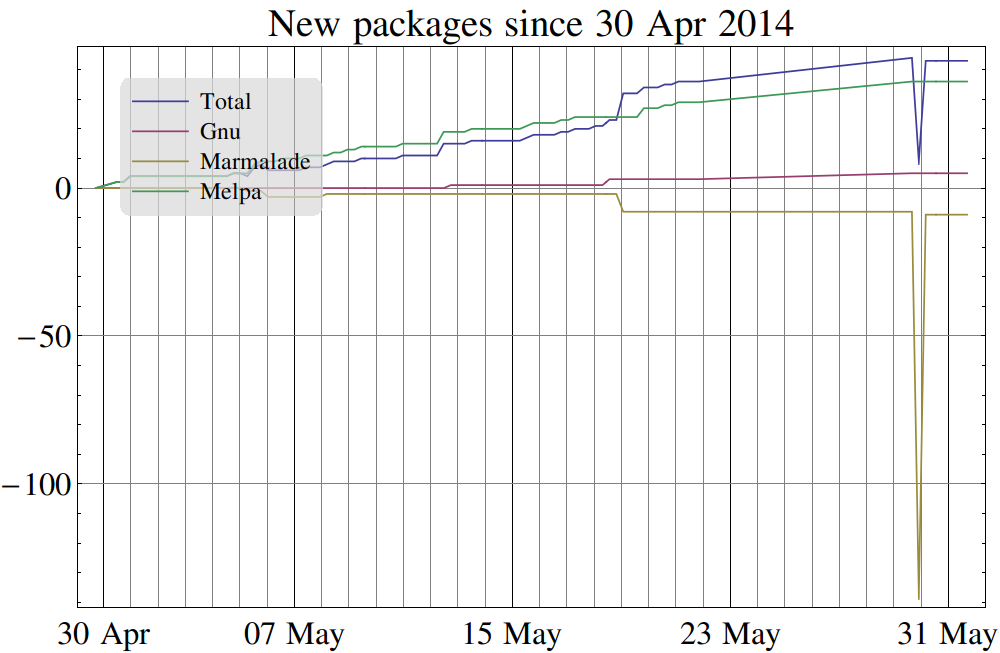 New packages since 30 Apr 2014
Total
Gnu
Marmalade
Melpa
0
−50
−100
30 Apr 07 May 15 May 23 May 31 May